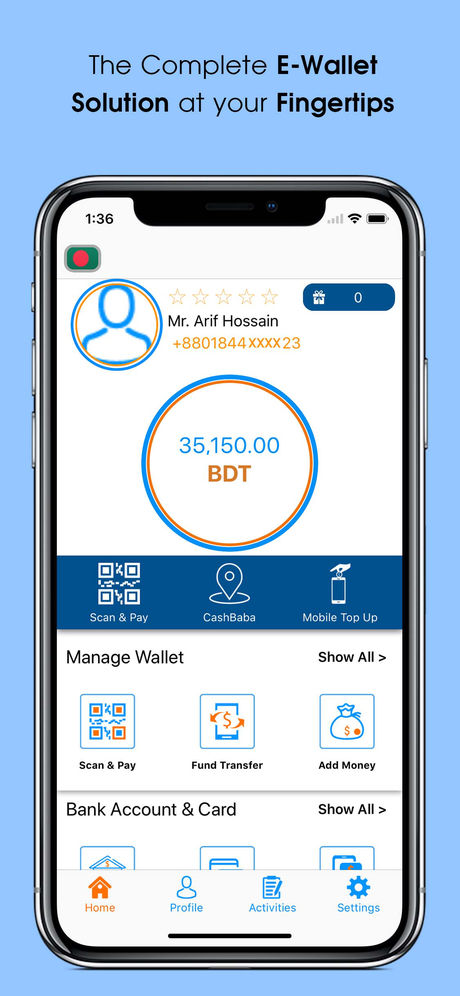 The Complete E-Wallet
Solution at your Fingertips
1:36
0
Mr. Arif Hossain
+8801844XXXX23
35,150.00
BDT
Scan & Pay
CashBaba
Mobile Top Up
Manage Wallet
Show All >
Scan & Pay
Fund Transfer
Add Money
Bank Account & Card
Show All >
Home
Profile
Activities
Settings